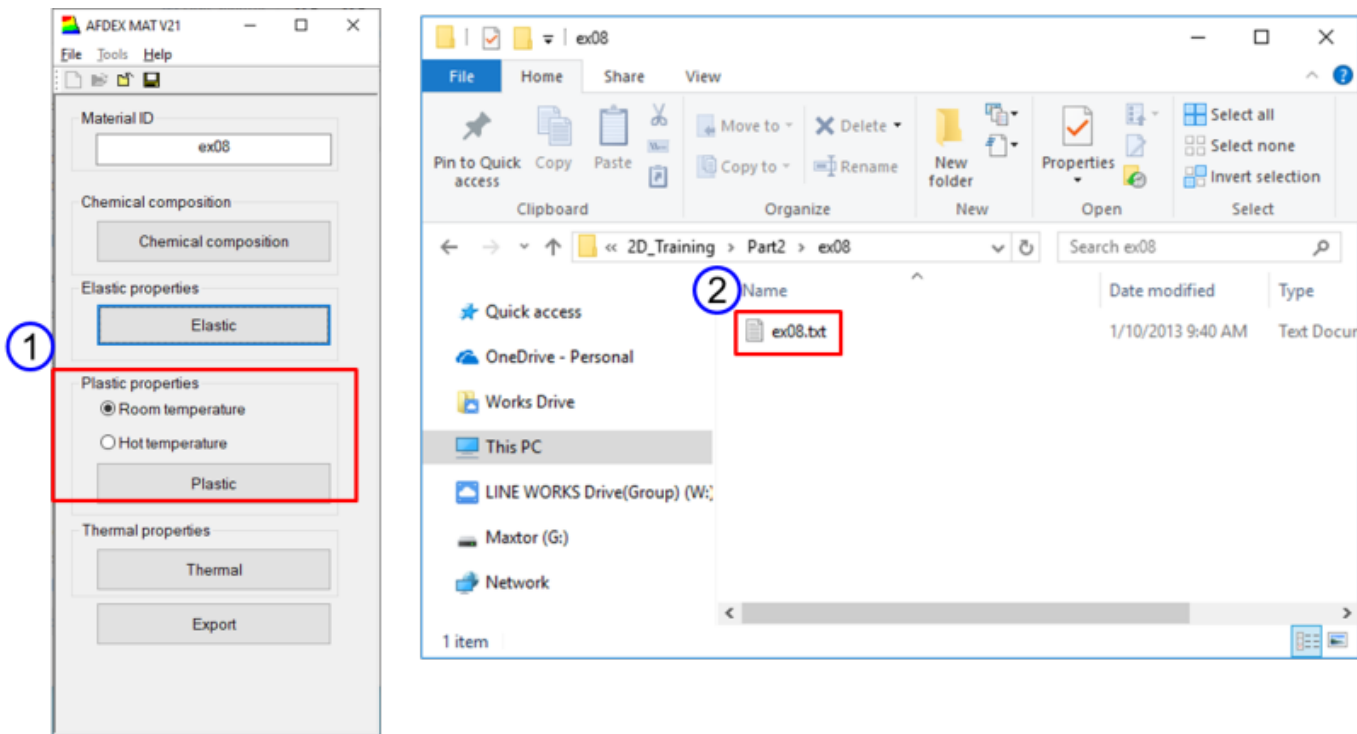 AFDEX MAT V21
File Tools Help
Material ID
ex08
Chemical composition
Chemical composition
Elastic properties
Elastic
1
Plastic properties
Room temperature
Hot temperature
Plastic
Thermal properties
Thermal
Export
ex08
File Home Share View
Pin to Quick access
Copy
Paste
Move to
Copy to
Delete
Rename
New folder
Properties
Select all
Select none
Invert selection
Clipboard Organize New Open Select
« 2D_Training > Part2 > ex08
Search ex08
2
Name Date modified Type
ex08.txt 1/10/2013 9:40 AM Text Docur
Quick access
OneDrive - Personal
Works Drive
This PC
LINE WORKS Drive(Group) (W:)
Maxtor (G:)
Network
1 item